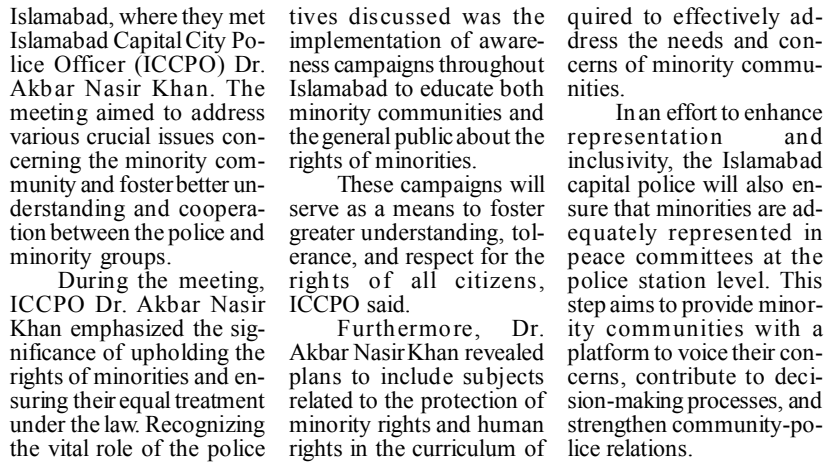 Islamabad, where they met
Islamabad Capital City Po-
lice Officer (ICCPO) Dr.
Akbar Nasir Khan. The
meeting aimed to address
various crucial issues con-
cerning the minority com-
munity and foster better un-
derstanding and coopera-
tion between the police and
minority groups.
During the meeting,
ICCPO Dr. Akbar Nasir
Khan emphasized the sig-
nificance of upholding the
rights of minorities and en-
suring their equal treatment
under the law. Recognizing
the vital role of the police
tives discussed was the
implementation of aware-
ness campaigns throughout
Islamabad to educate both
minority communities and
the general public about the
rights of minorities.
These campaigns will
serve as a means to foster
greater understanding, tol-
erance, and respect for the
rights of all citizens,
ICCPO said.
Furthermore, Dr.
Akbar Nasir Khan revealed
plans to include subjects
related to the protection of
minority rights and human
rights in the curriculum of
quired to effectively ad-
dress the needs and con-
cerns of minority commu-
nities.
In an effort to enhance
representation and
inclusivity, the Islamabad
capital police will also en-
sure that minorities are ad-
equately represented in
peace committees at the
police station level. This
step aims to provide minor-
ity communities with a
platform to voice their con-
cerns, contribute to deci-
sion-making processes, and
strengthen community-po-
lice relations.